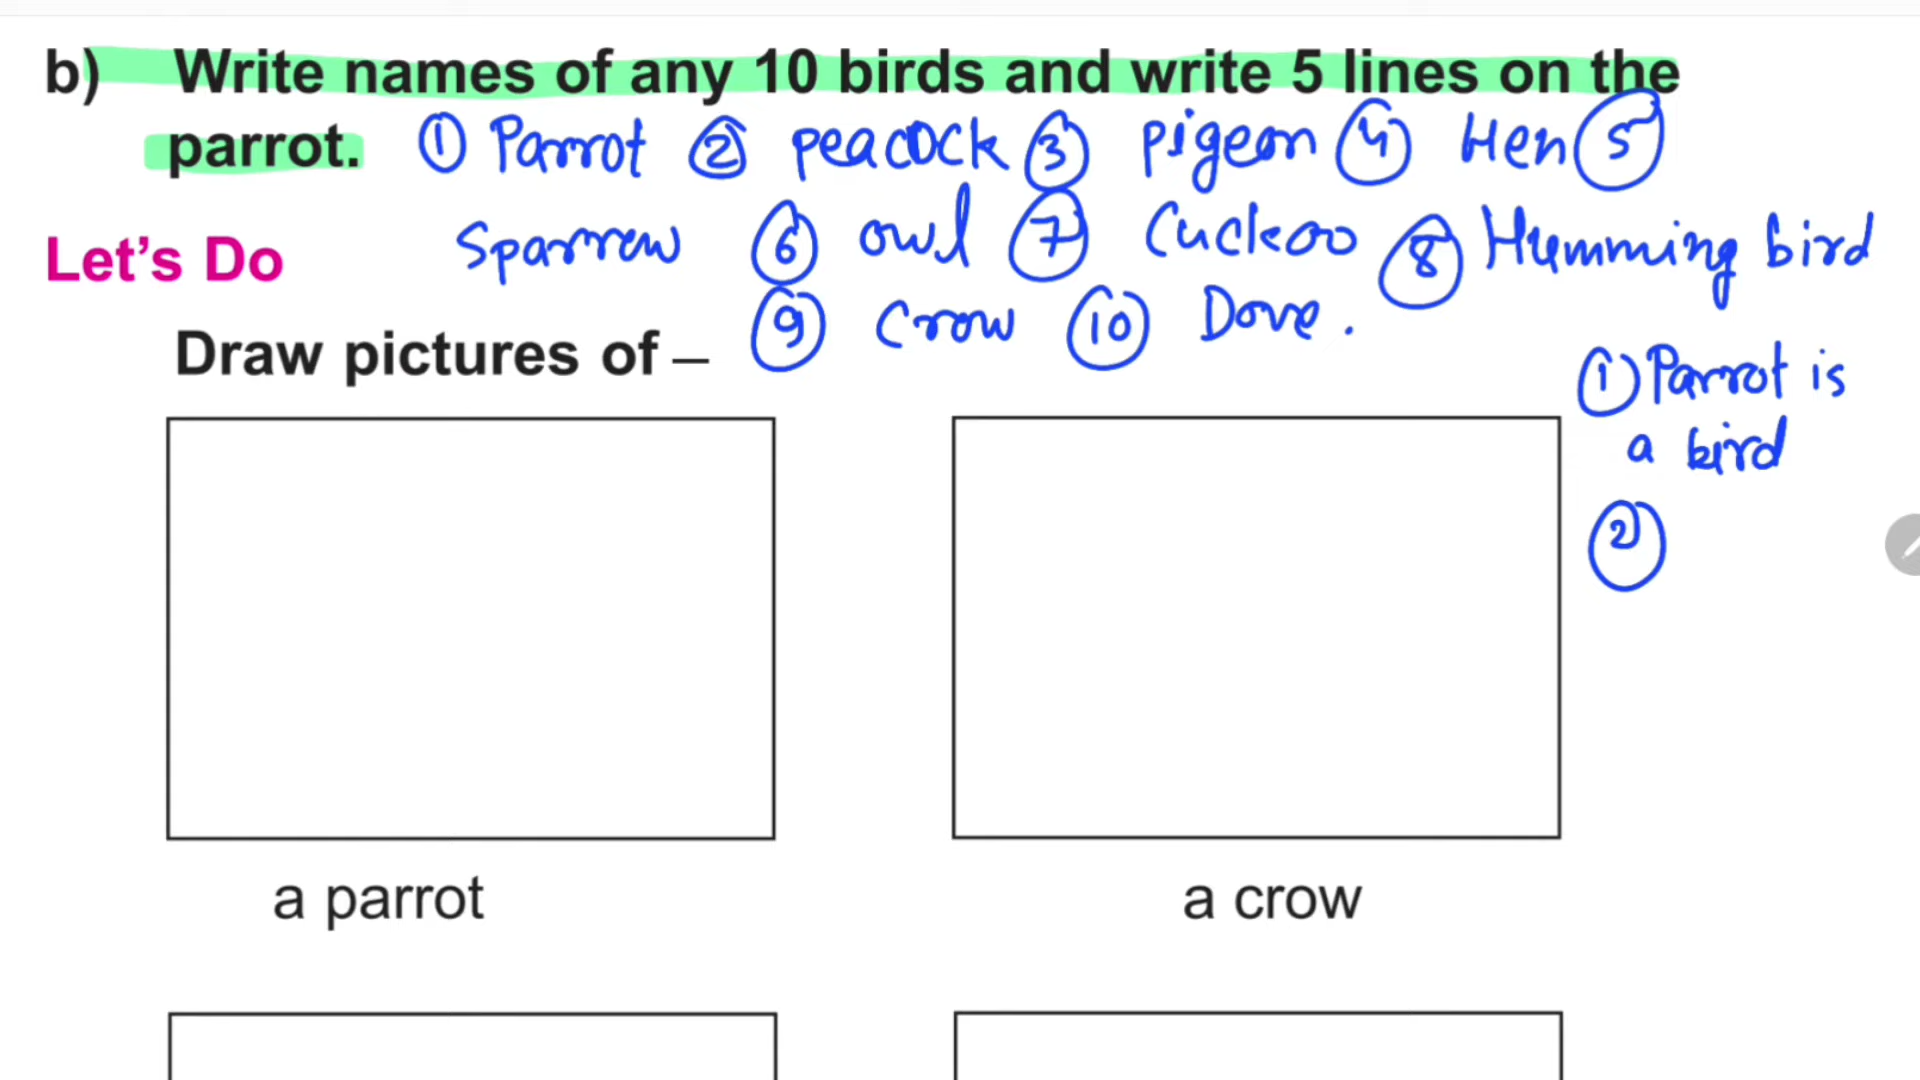 b) Write names of any 10 birds and write 5 lines on the
parrot. ① Parrot ② peacock ③ pigeon ④ Hen ⑤
Let's Do Sparrow ⑥ owl ⑦ Cuckoo ⑧ Humming bird
Draw pictures of – ⑨ Crow ⑩ Dove.
① Parrot is
a bird
②
a parrot a crow